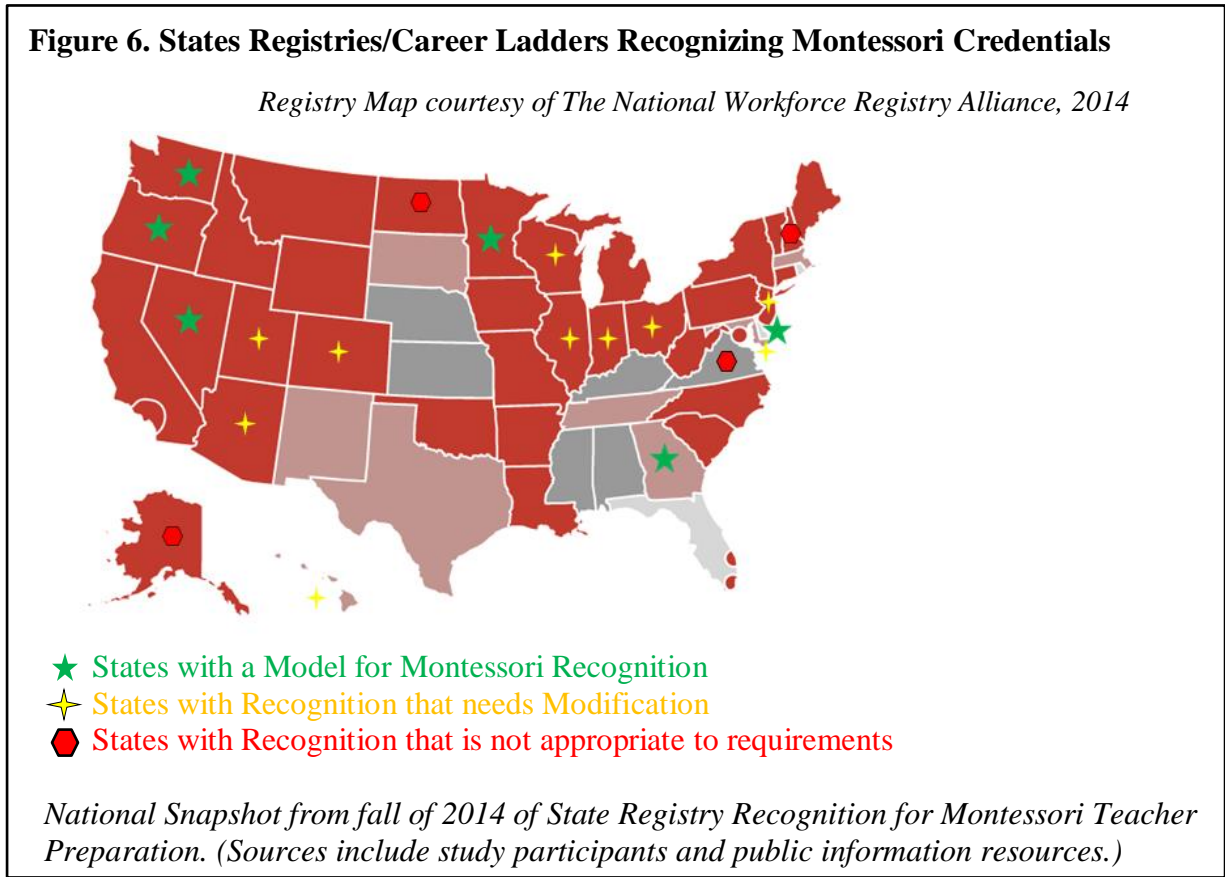 Figure 6. States Registries/Career Ladders Recognizing Montessori Credentials
Registry Map courtesy of The National Workforce Registry Alliance, 2014
States with a Model for Montessori Recognition
States with Recognition that needs Modification
States with Recognition that is not appropriate to requirements
National Snapshot from fall of 2014 of State Registry Recognition for Montessori Teacher
Preparation. (Sources include study participants and public information resources.)